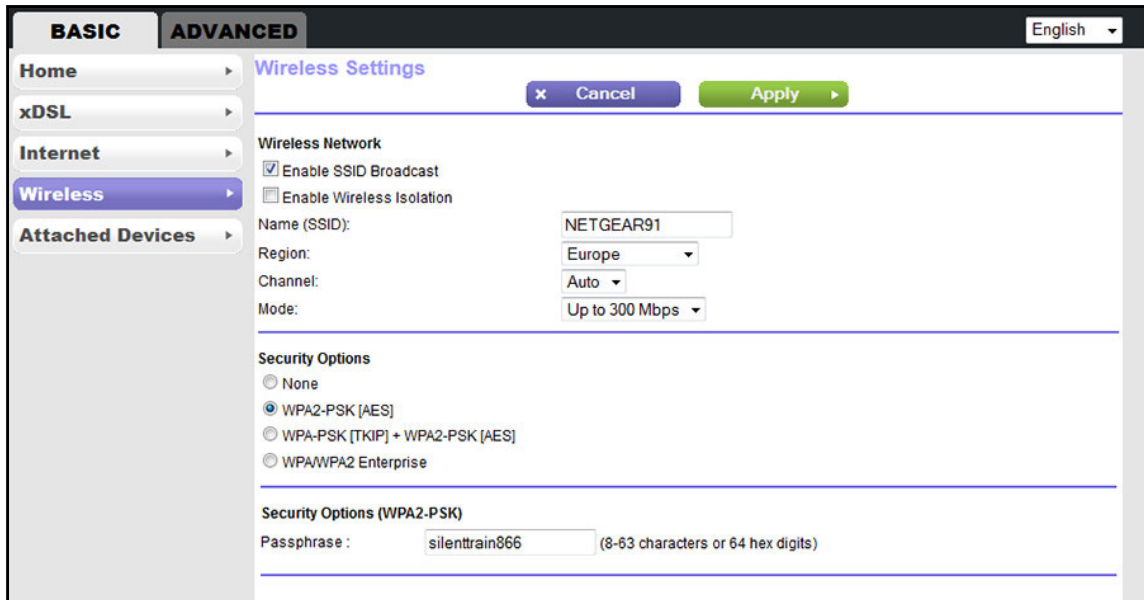 BASIC ADVANCED English
Home
xDSL
Internet
Wireless
Attached Devices
Wireless Settings
Cancel Apply
Wireless Network
Enable SSID Broadcast
Enable Wireless Isolation
Name (SSID): NETGEAR91
Region: Europe
Channel: Auto
Mode: Up to 300 Mbps
Security Options
None
WPA2-PSK [AES]
WPA-PSK [TKIP] + WPA2-PSK [AES]
WPA/WPA2 Enterprise
Security Options (WPA2-PSK)
Passphrase : silenttrain866 (8-63 characters or 64 hex digits)